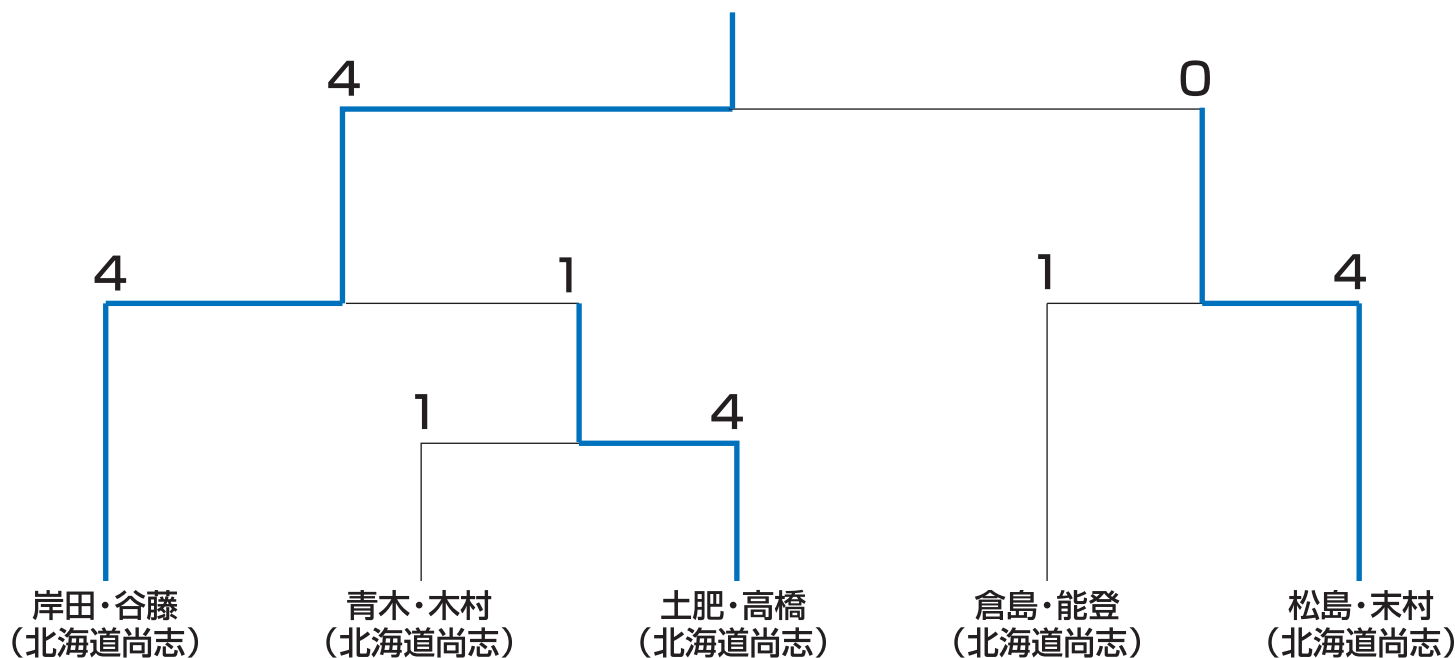 4
0
4
1
1
4
1
4
岸田・谷藤
（北海道尚志）
青木・木村
（北海道尚志）
土肥・高橋
（北海道尚志）
倉島・能登
（北海道尚志）
松島・末村
（北海道尚志）